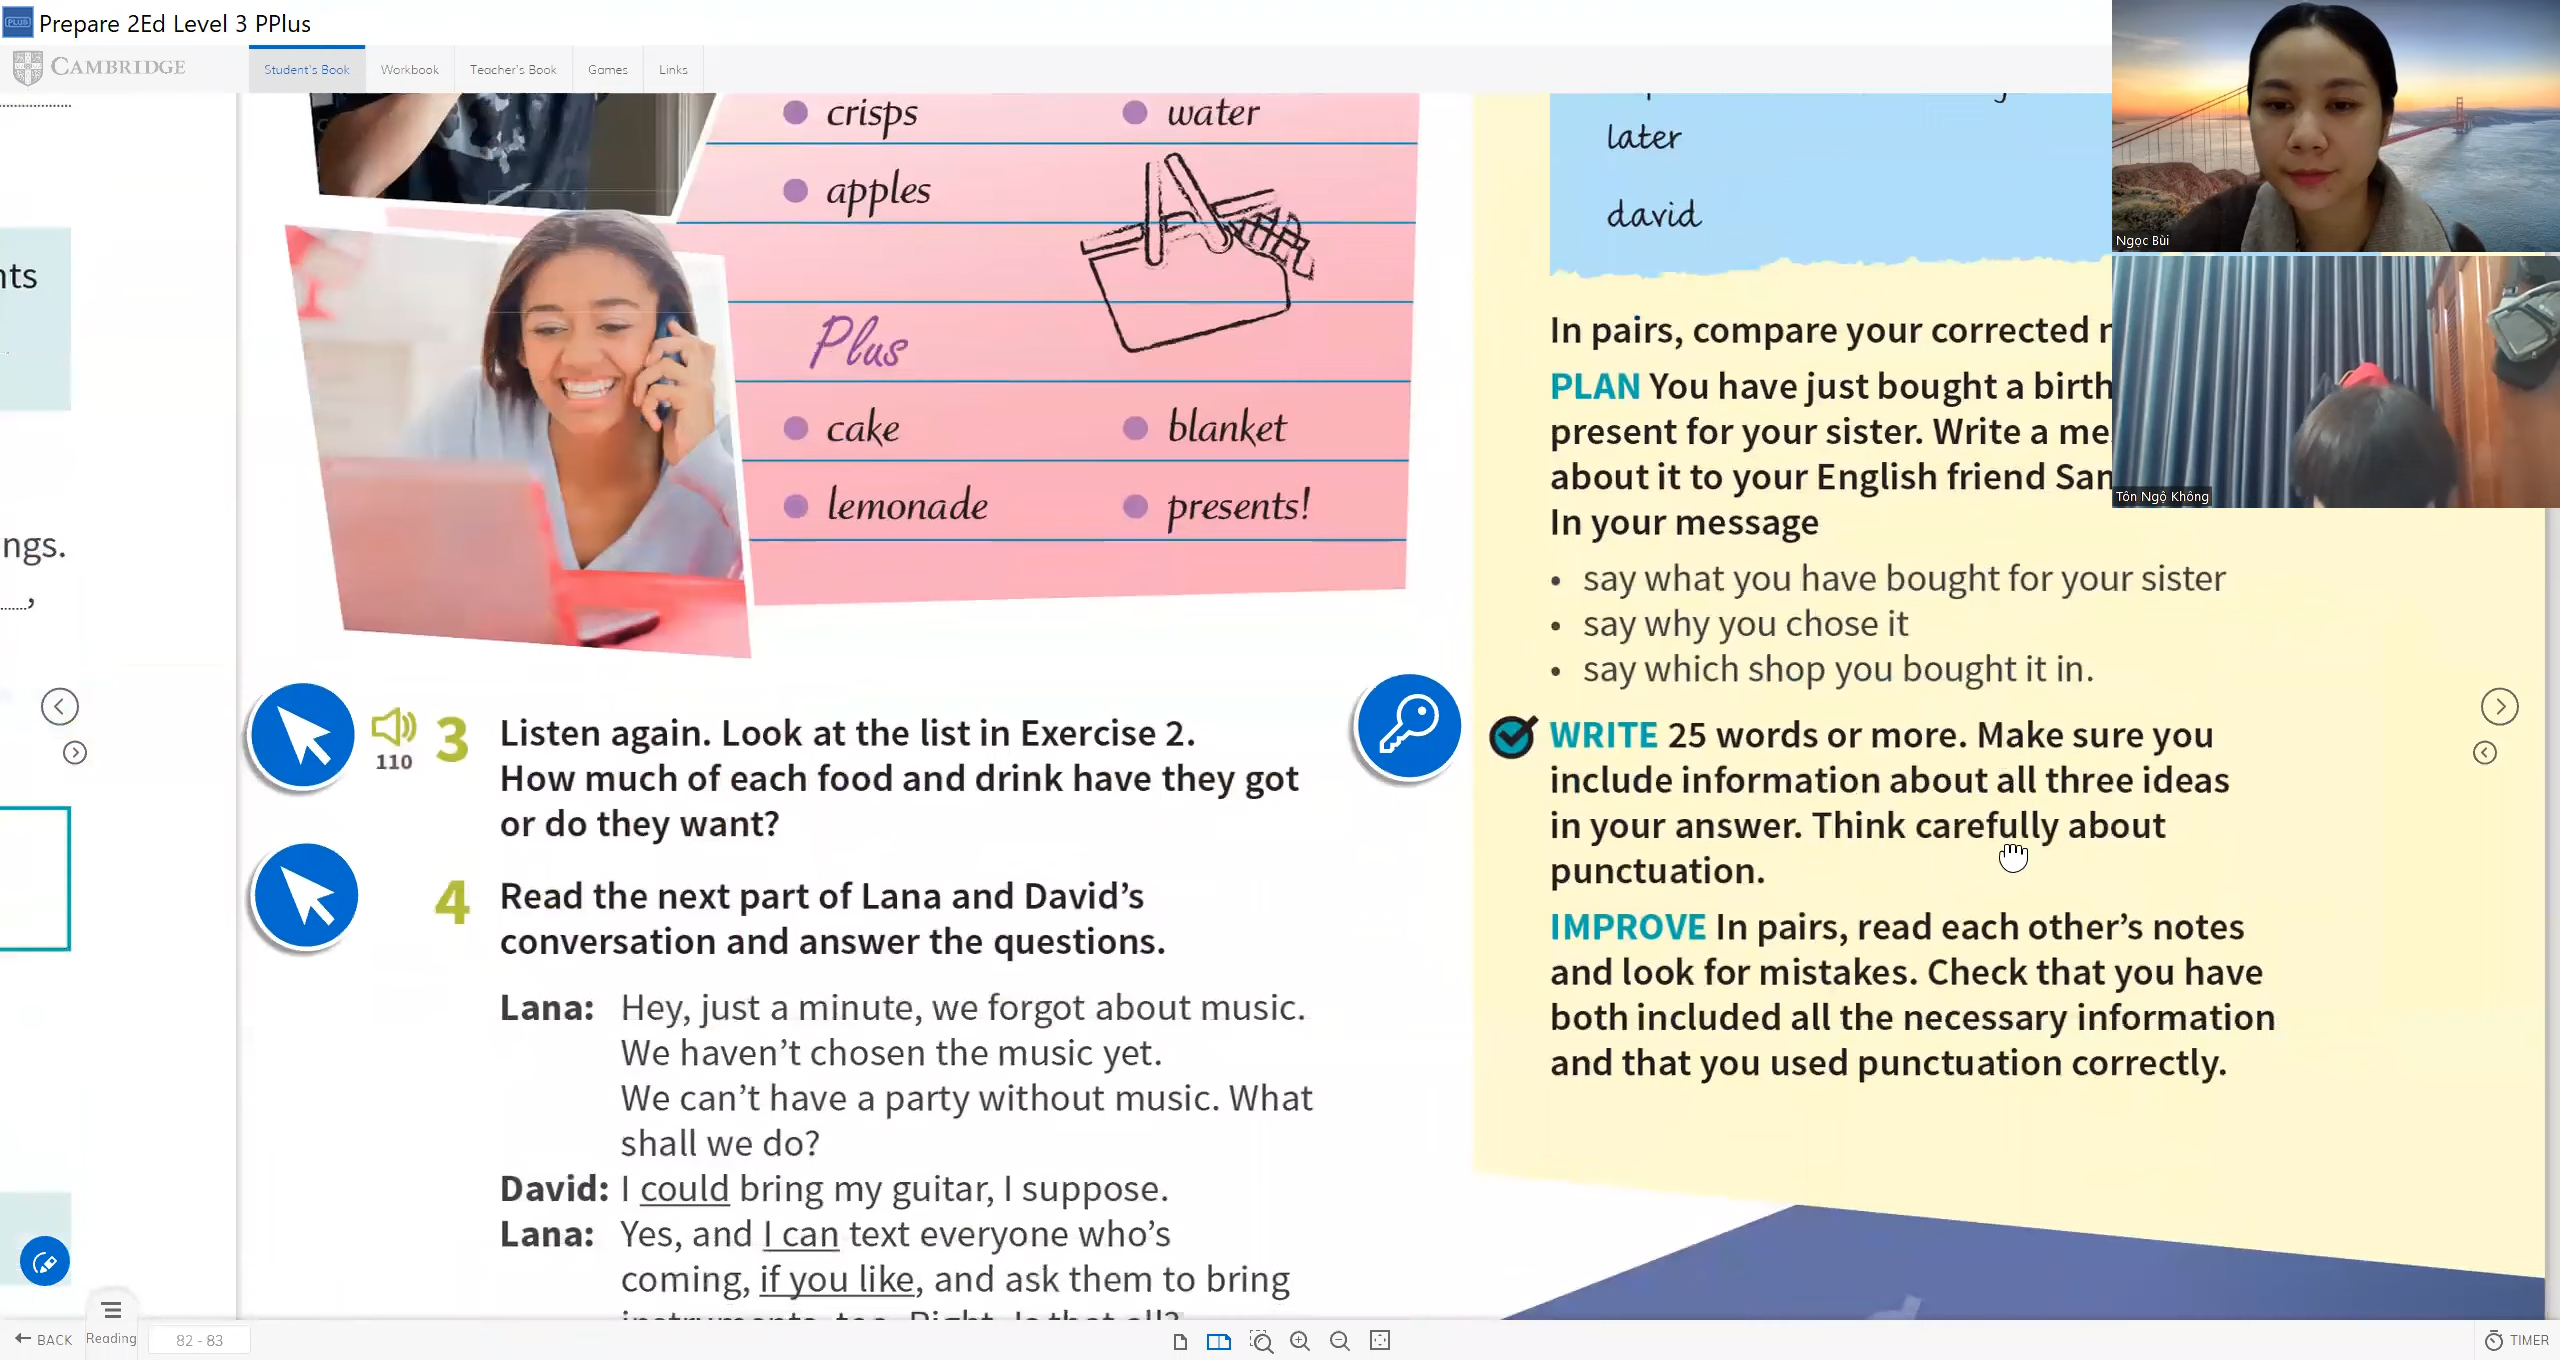 PLUS Prepare 2Ed Level 3 PPlus
CAMBRIDGE
Student's Book Workbook Teacher's Book Games Links
crisps water
apples
Plus
cake blanket
lemonade presents!
3 Listen again. Look at the list in Exercise 2.
110
How much of each food and drink have they got
or do they want?
4 Read the next part of Lana and David’s
conversation and answer the questions.
Lana: Hey, just a minute, we forgot about music.
We haven’t chosen the music yet.
We can’t have a party without music. What
shall we do?
David: I could bring my guitar, I suppose.
Lana: Yes, and I can text everyone who’s
coming, if you like, and ask them to bring
later
david
In pairs, compare your corrected
PLAN You have just bought a birth
present for your sister. Write a me
about it to your English friend Sam
In your message
• say what you have bought for your sister
• say why you chose it
• say which shop you bought it in.
WRITE 25 words or more. Make sure you
include information about all three ideas
in your answer. Think carefully about
punctuation.
IMPROVE In pairs, read each other’s notes
and look for mistakes. Check that you have
both included all the necessary information
and that you used punctuation correctly.
Ngọc Bùi
Tôn Ngộ Không
nts
ngs.
BACK Reading 82 - 83 TIMER